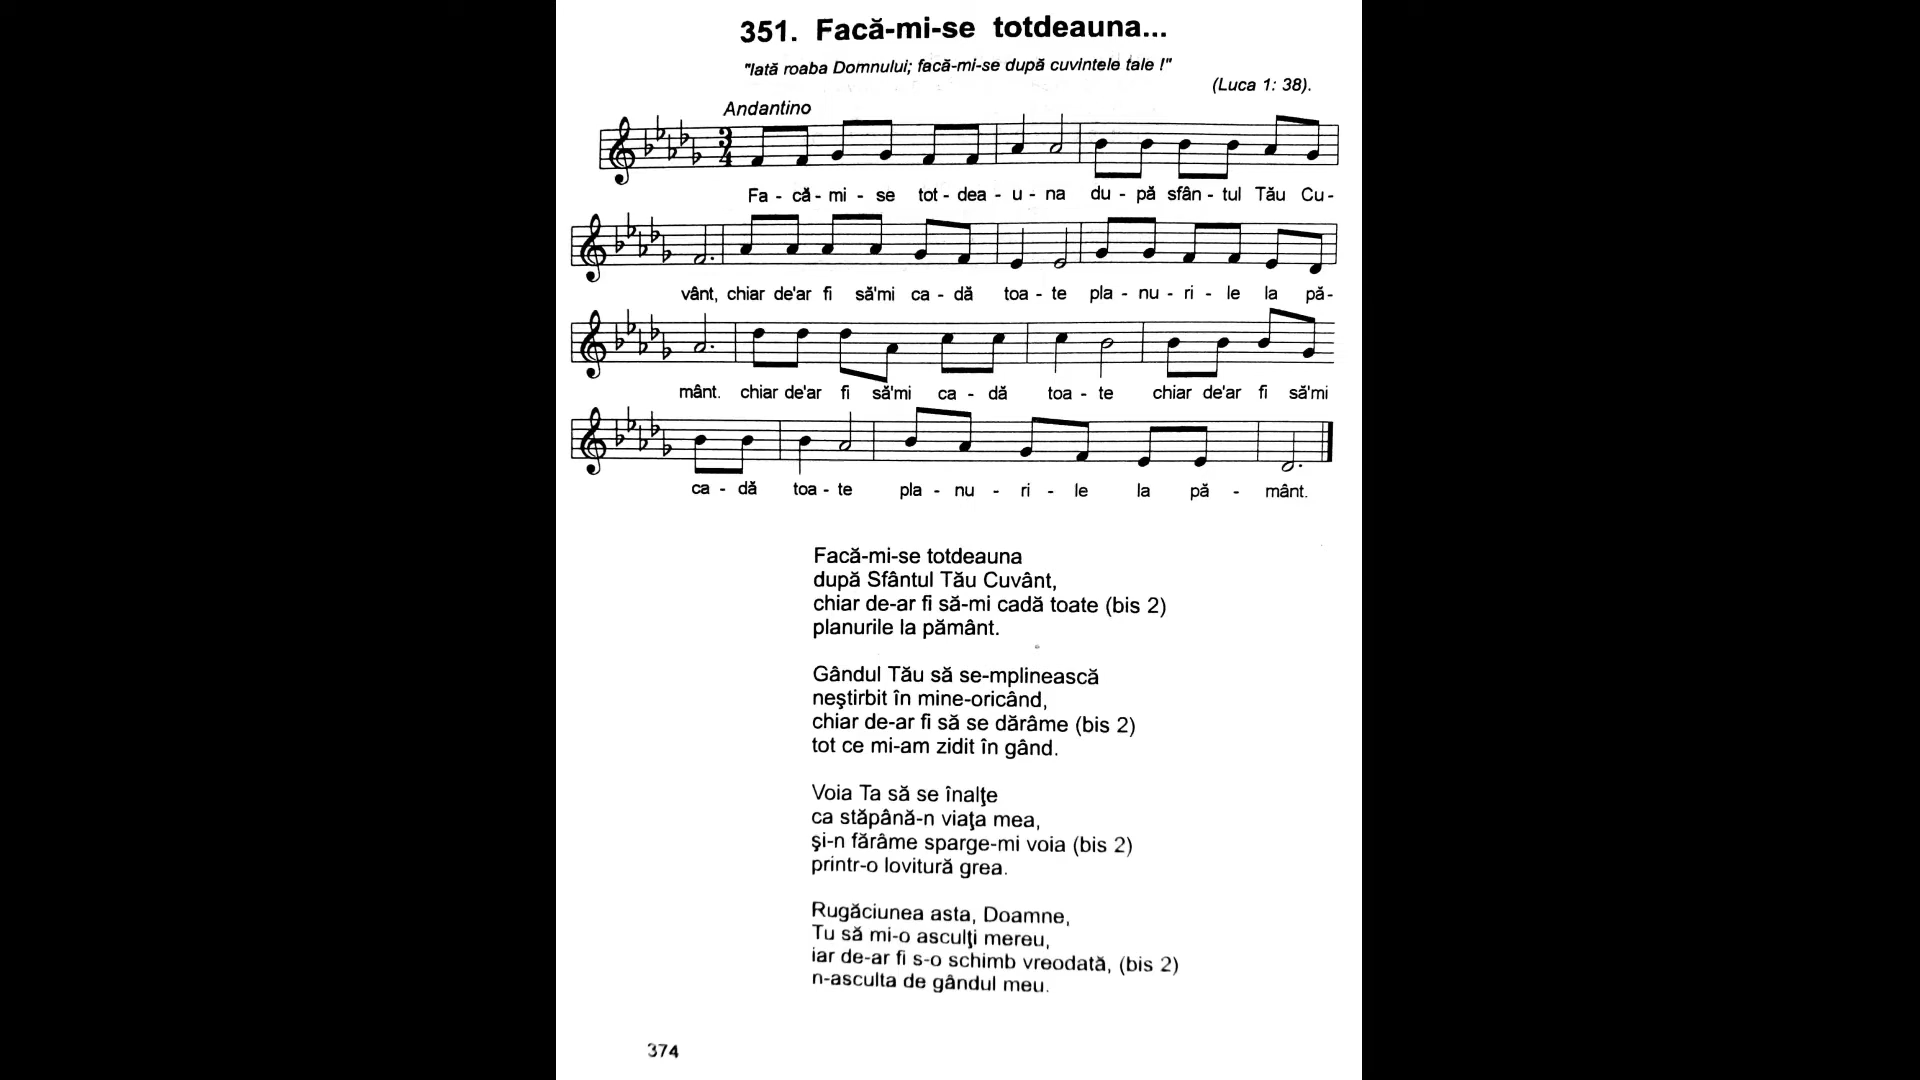 351. Facă-mi-se totdeauna...
"Iată roaba Domnului; facă-mi-se după cuvintele tale !"
(Luca 1: 38).
Andantino
3
4
Fa - că - mi - se tot - dea - u - na du - pă sfân - tul Tău Cu -
vânt, chiar de'ar fi să'mi ca - dă toa - te pla - nu - ri - le la pă-
mânt. chiar de'ar fi să'mi ca - dă toa - te chiar de'ar fi să'mi
ca - dă toa - te pla - nu - ri - le la pă - mânt.
Facă-mi-se totdeauna
după Sfântul Tău Cuvânt,
chiar de-ar fi să-mi cadă toate (bis 2)
planurile la pământ.
Gândul Tău să se-mplinească
neştirbit în mine-oricând,
chiar de-ar fi să se dărâme (bis 2)
tot ce mi-am zidit în gând.
Voia Ta să se înalţe
ca stăpână-n viaţa mea,
şi-n fărâme sparge-mi voia (bis 2)
printr-o lovitură grea.
Rugăciunea asta, Doamne,
Tu să mi-o asculţi mereu,
iar de-ar fi s-o schimb vreodată, (bis 2)
n-asculta de gândul meu.
374